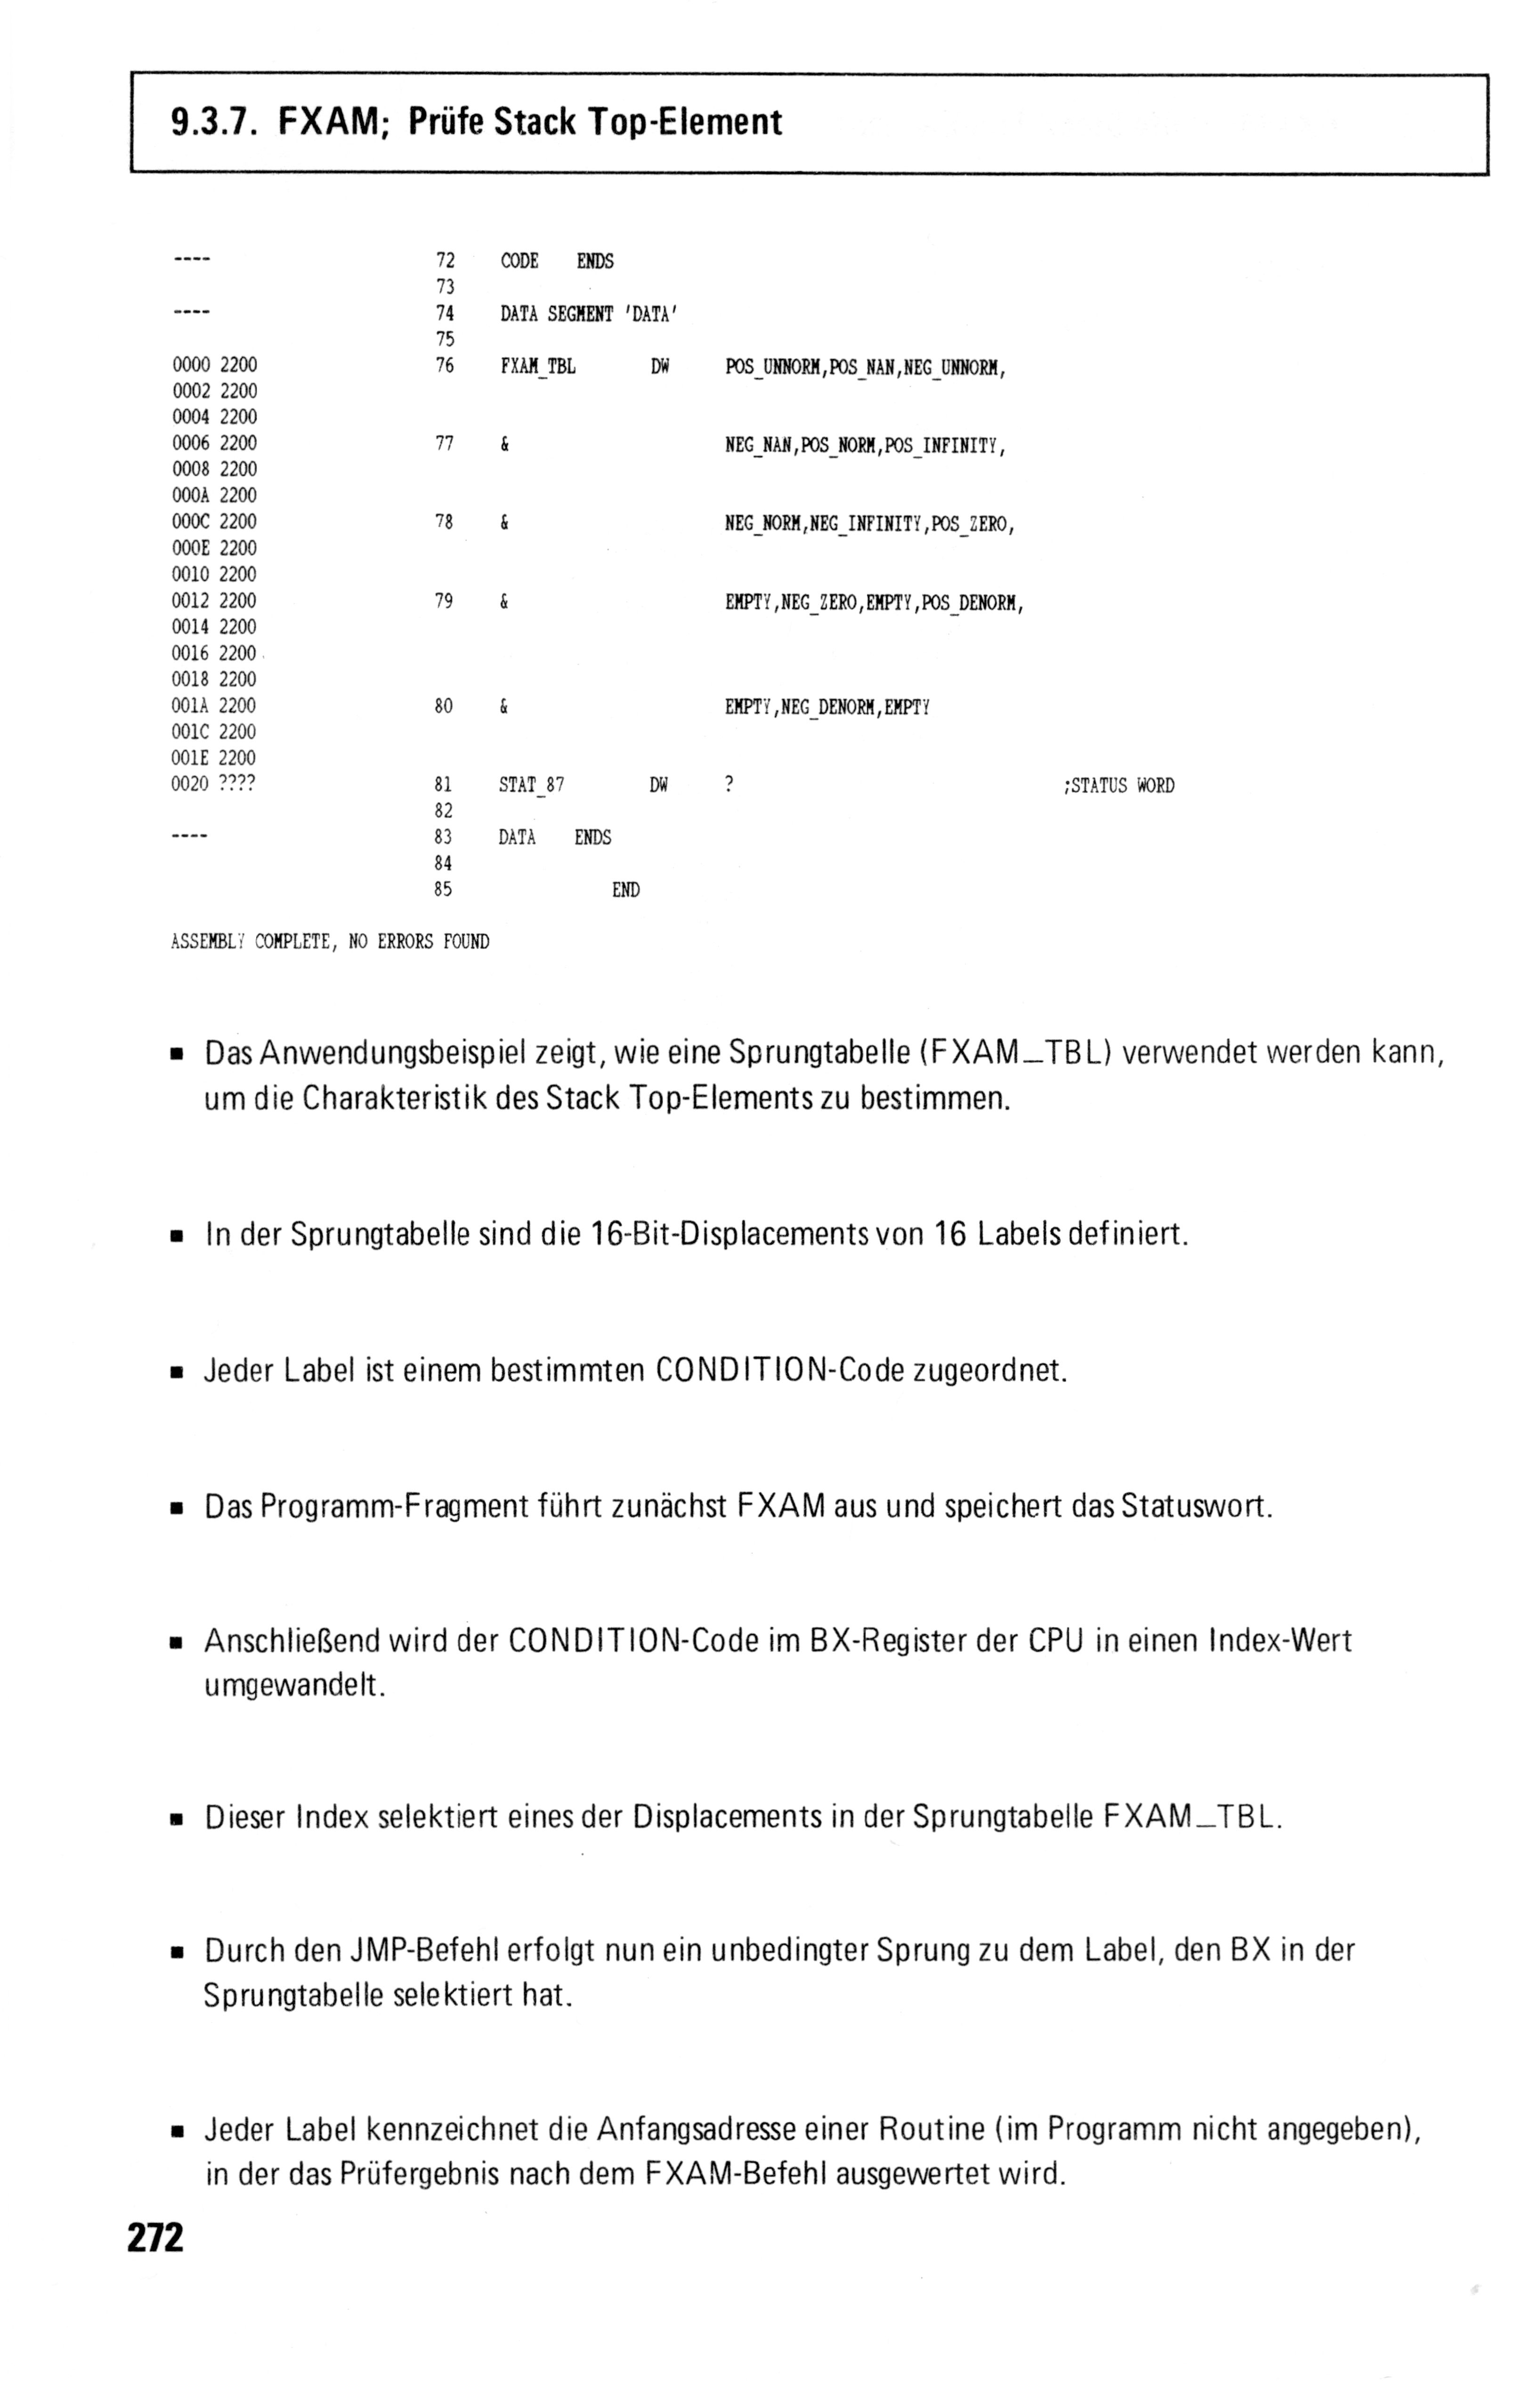 9.3.7. FXAM; Prüfe Stack Top-Element
---- 72 CODE ENDS
73
---- 74 DATA SEGMENT 'DATA'
75
0000 2200 76 FXAM_TBL DW POS_UNNORM,POS_NAN,NEG_UNNORM,
0002 2200
0004 2200
0006 2200 77 & NEG_NAN,POS_NORM,POS_INFINITY,
0008 2200
000A 2200
000C 2200 78 & NEG_NORM,NEG_INFINITY,POS_ZERO,
000E 2200
0010 2200
0012 2200 79 & EMPTY,NEG_ZERO,EMPTY,POS_DENORM,
0014 2200
0016 2200
0018 2200
001A 2200 80 & EMPTY,NEG_DENORM,EMPTY
001C 2200
001E 2200
0020 ???? 81 STAT_87 DW ? ;STATUS WORD
82
---- 83 DATA ENDS
84
85 END
ASSEMBLY COMPLETE, NO ERRORS FOUND
▪ Das Anwendungsbeispiel zeigt, wie eine Sprungtabelle (FXAM_TBL) verwendet werden kann,
um die Charakteristik des Stack Top-Elements zu bestimmen.
▪ In der Sprungtabelle sind die 16-Bit-Displacements von 16 Labels definiert.
▪ Jeder Label ist einem bestimmten CONDITION-Code zugeordnet.
▪ Das Programm-Fragment führt zunächst FXAM aus und speichert das Statuswort.
▪ Anschließend wird der CONDITION-Code im BX-Register der CPU in einen Index-Wert
umgewandelt.
▪ Dieser Index selektiert eines der Displacements in der Sprungtabelle FXAM_TBL.
▪ Durch den JMP-Befehl erfolgt nun ein unbedingter Sprung zu dem Label, den BX in der
Sprungtabelle selektiert hat.
▪ Jeder Label kennzeichnet die Anfangsadresse einer Routine (im Programm nicht angegeben),
in der das Prüfergebnis nach dem FXAM-Befehl ausgewertet wird.
272